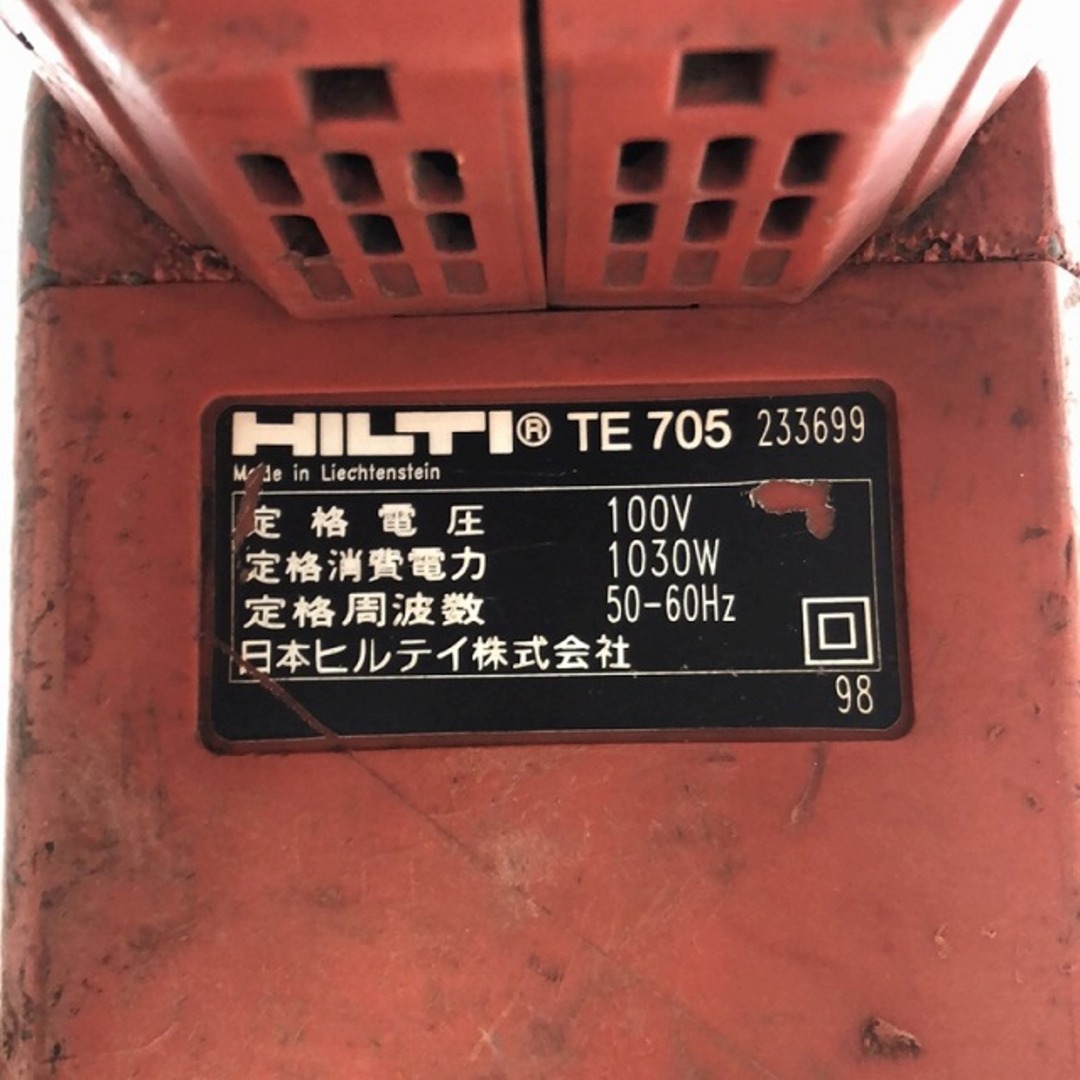 HILTI® TE 705 233699
Made in Liechtenstein
定格電圧 100V
定格消費電力 1030W
定格周波数 50-60Hz
日本ヒルテイ株式会社
98